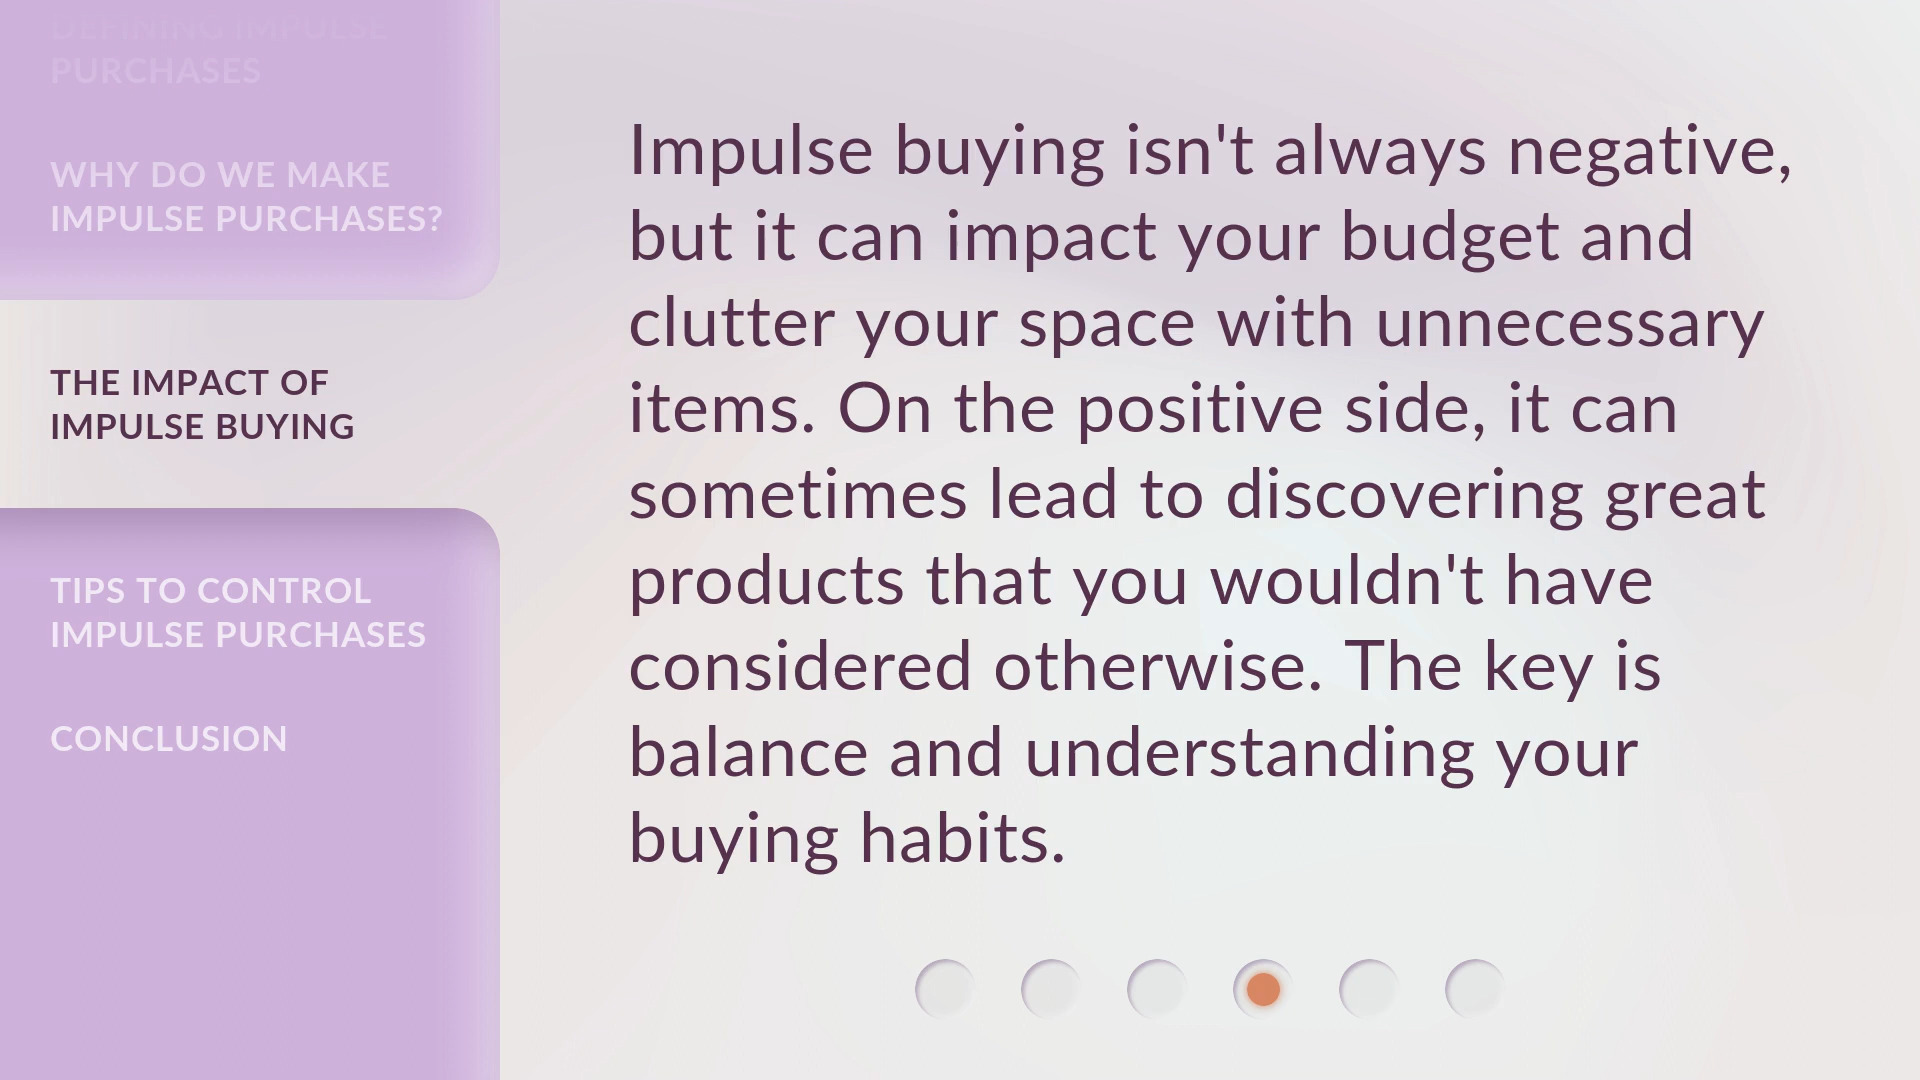 DEFINING IMPULSE
PURCHASES
WHY DO WE MAKE
IMPULSE PURCHASES?
THE IMPACT OF
IMPULSE BUYING
TIPS TO CONTROL
IMPULSE PURCHASES
CONCLUSION
Impulse buying isn't always negative,
but it can impact your budget and
clutter your space with unnecessary
items. On the positive side, it can
sometimes lead to discovering great
products that you wouldn't have
considered otherwise. The key is
balance and understanding your
buying habits.